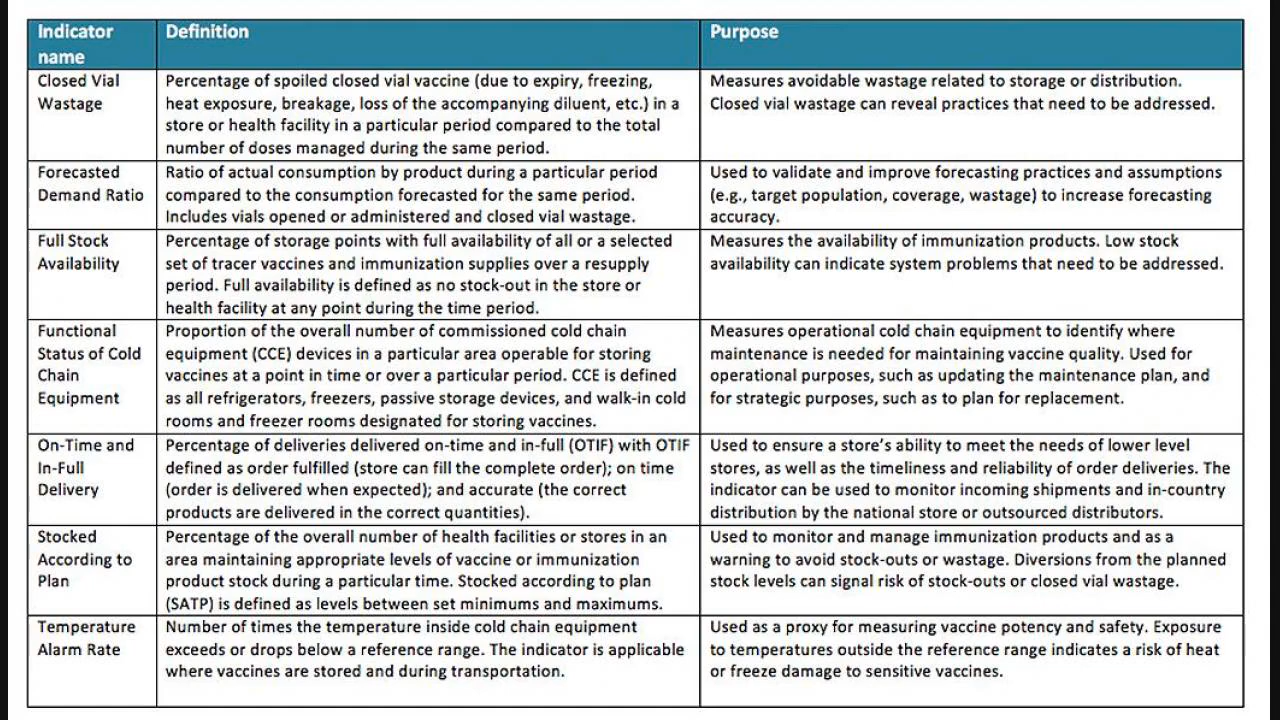 Indicator name
Definition
Purpose
Closed Vial
Wastage
Percentage of spoiled closed vial vaccine (due to expiry, freezing,
heat exposure, breakage, loss of the accompanying diluent, etc.) in a
store or health facility in a particular period compared to the total
number of doses managed during the same period.
Measures avoidable wastage related to storage or distribution.
Closed vial wastage can reveal practices that need to be addressed.
Forecasted
Demand Ratio
Ratio of actual consumption by product during a particular period
compared to the consumption forecasted for the same period.
Includes vials opened or administered and closed vial wastage.
Used to validate and improve forecasting practices and assumptions
(e.g., target population, coverage, wastage) to increase forecasting
accuracy.
Full Stock
Availability
Percentage of storage points with full availability of all or a selected
set of tracer vaccines and immunization supplies over a resupply
period. Full availability is defined as no stock-out in the store or
health facility at any point during the time period.
Measures the availability of immunization products. Low stock
availability can indicate system problems that need to be addressed.
Functional
Status of Cold
Chain
Equipment
Proportion of the overall number of commissioned cold chain
equipment (CCE) devices in a particular area operable for storing
vaccines at a point in time or over a particular period. CCE is defined
as all refrigerators, freezers, passive storage devices, and walk-in cold
rooms and freezer rooms designated for storing vaccines.
Measures operational cold chain equipment to identify where
maintenance is needed for maintaining vaccine quality. Used for
operational purposes, such as updating the maintenance plan, and
for strategic purposes, such as to plan for replacement.
On-Time and
In-Full
Delivery
Percentage of deliveries delivered on-time and in-full (OTIF) with OTIF
defined as order fulfilled (store can fill the complete order); on time
(order is delivered when expected); and accurate (the correct
products are delivered in the correct quantities).
Used to ensure a store's ability to meet the needs of lower level
stores, as well as the timeliness and reliability of order deliveries. The
indicator can be used to monitor incoming shipments and in-country
distribution by the national store or outsourced distributors.
Stocked
According to
Plan
Percentage of the overall number of health facilities or stores in an
area maintaining appropriate levels of vaccine or immunization
product stock during a particular time. Stocked according to plan
(SATP) is defined as levels between set minimums and maximums.
Used to monitor and manage immunization products and as a
warning to avoid stock-outs or wastage. Diversions from the planned
stock levels can signal risk of stock-outs or closed vial wastage.
Temperature
Alarm Rate
Number of times the temperature inside cold chain equipment
exceeds or drops below a reference range. The indicator is applicable
where vaccines are stored and during transportation.
Used as a proxy for measuring vaccine potency and safety. Exposure
to temperatures outside the reference range indicates a risk of heat
or freeze damage to sensitive vaccines.